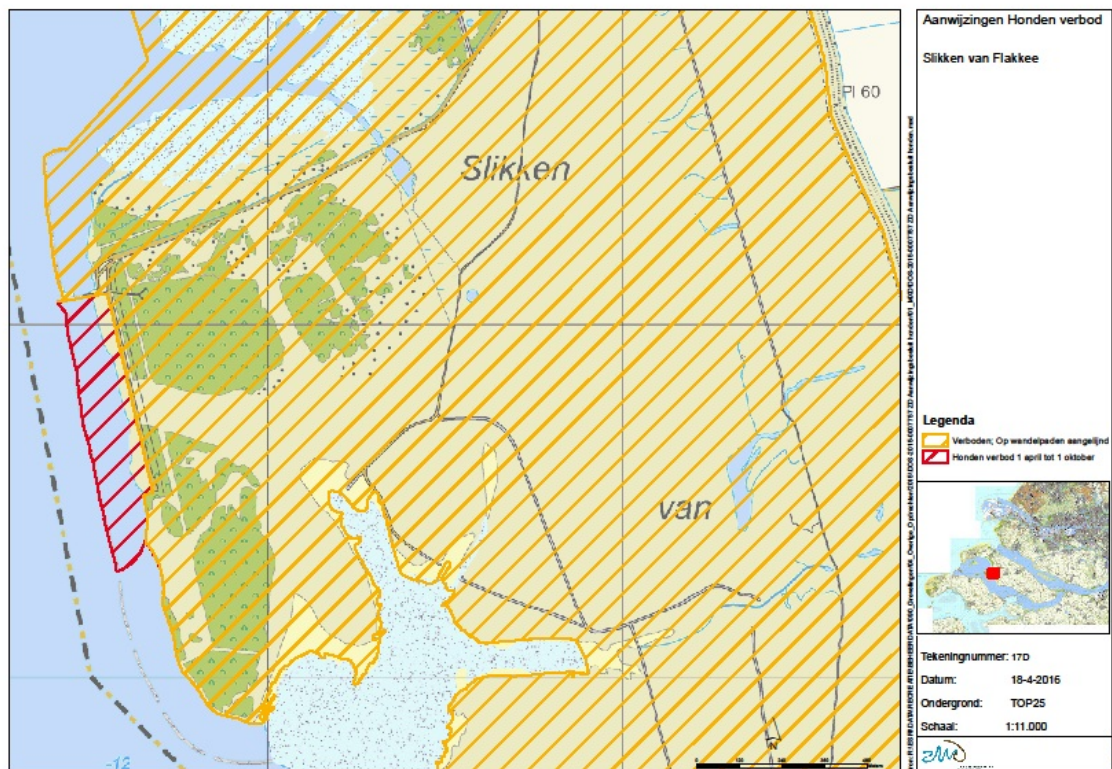 Aanwijzingen Honden verbod
Slikken van Flakkee
Pl 60
Slikken
van
-12
N
Legenda
Verboden; Op wandelpaden aangelijnd
Honden verbod 1 april tot 1 oktober
Tekeningnummer: 17D
Datum: 18-4-2016
Ondergrond: TOP25
Schaal: 1:11.000